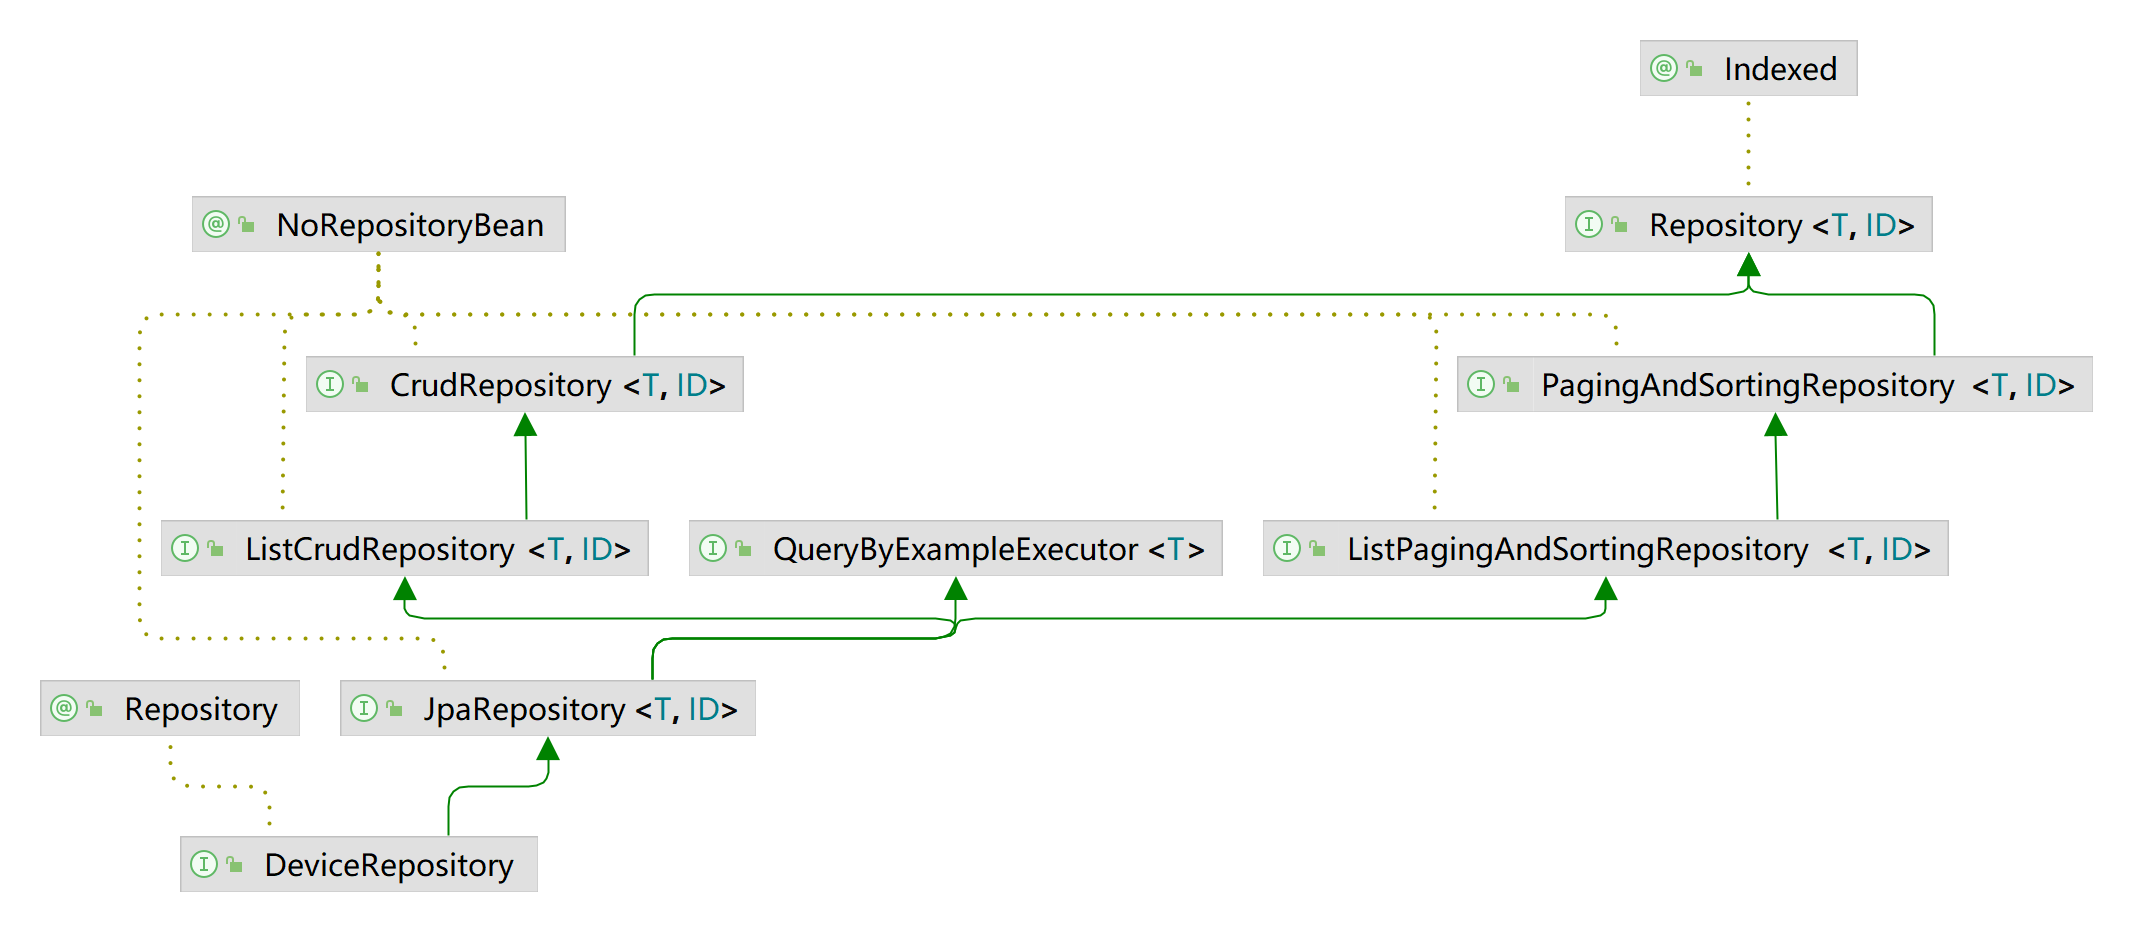 Indexed
NoRepositoryBean
Repository <T, ID>
CrudRepository <T, ID>
PagingAndSortingRepository <T, ID>
ListCrudRepository <T, ID>
QueryByExampleExecutor <T>
ListPagingAndSortingRepository <T, ID>
Repository
JpaRepository <T, ID>
DeviceRepository